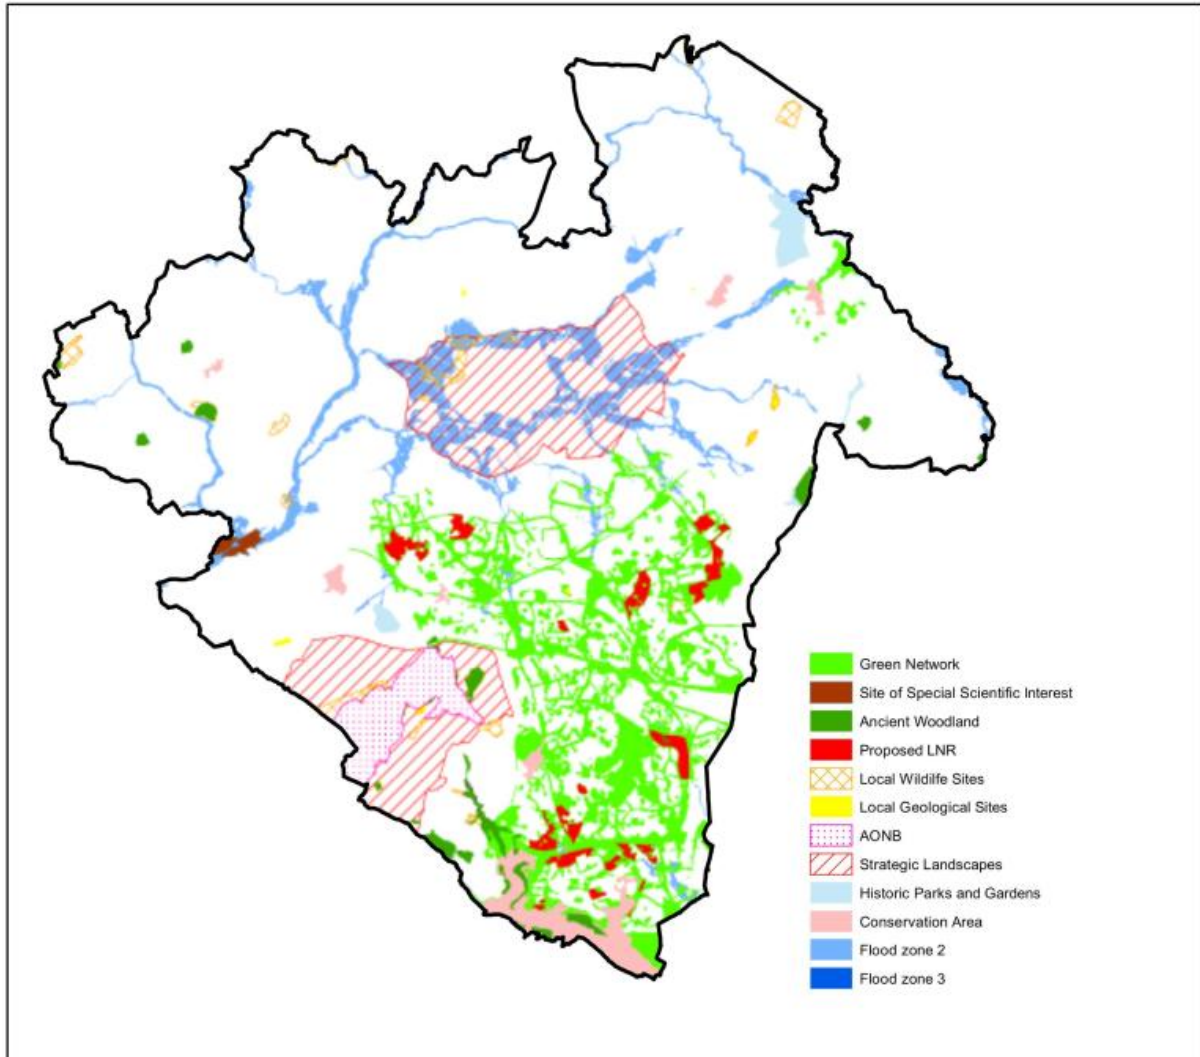 Green Network
Site of Special Scientific Interest
Ancient Woodland
Proposed LNR
Local Wildilfe Sites
Local Geological Sites
AONB
Strategic Landscapes
Historic Parks and Gardens
Conservation Area
Flood zone 2
Flood zone 3